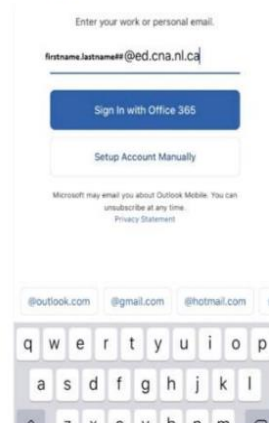 Enter your work or personal email.
firstname.lastname##@ed.cna.nl.ca
Sign In with Office 365
Setup Account Manually
Microsoft may email you about Outlook Mobile. You can
unsubscribe at any time.
Privacy Statement
@outlook.com @gmail.com @hotmail.com
q w e r t y u i o p
a s d f g h j k l
z x c v b n m